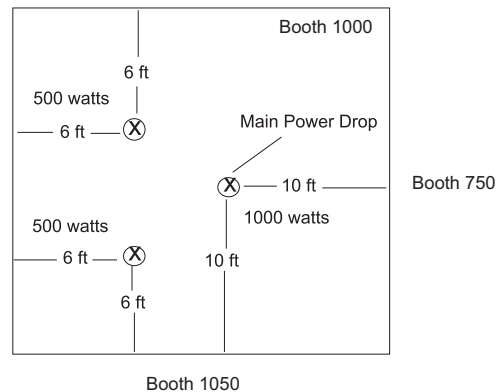 Booth 1000
6 ft
500 watts
6 ft
X
Main Power Drop
X
10 ft
Booth 750
1000 watts
500 watts
6 ft
X
10 ft
6 ft
Booth 1050